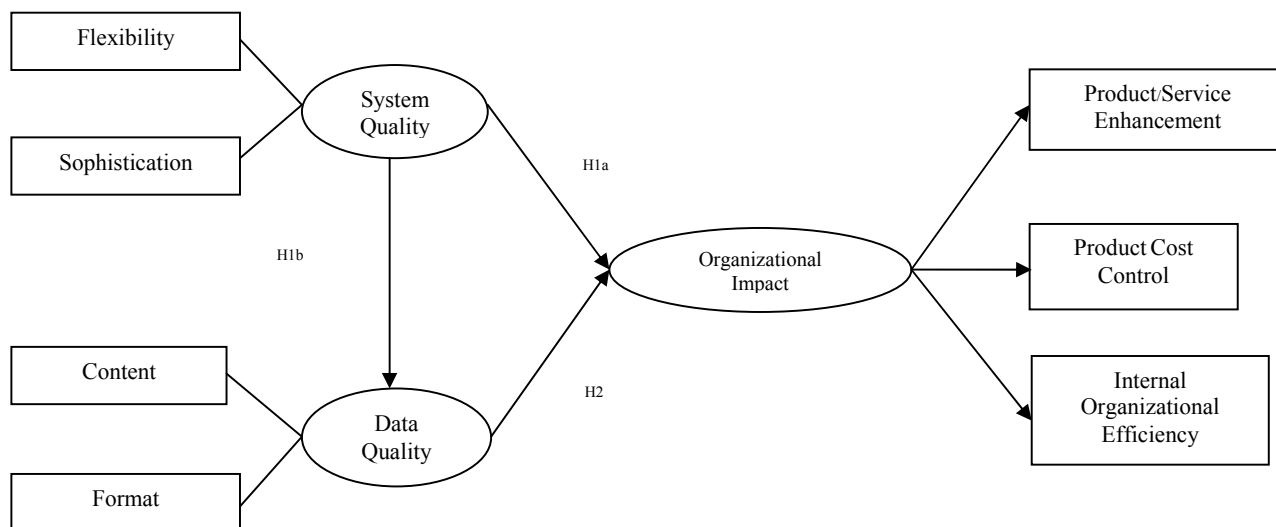 Flexibility
Sophistication
System
Quality
H1a
H1b
Content
Format
Data
Quality
H2
Organizational
Impact
Product/Service
Enhancement
Product Cost
Control
Internal
Organizational
Efficiency